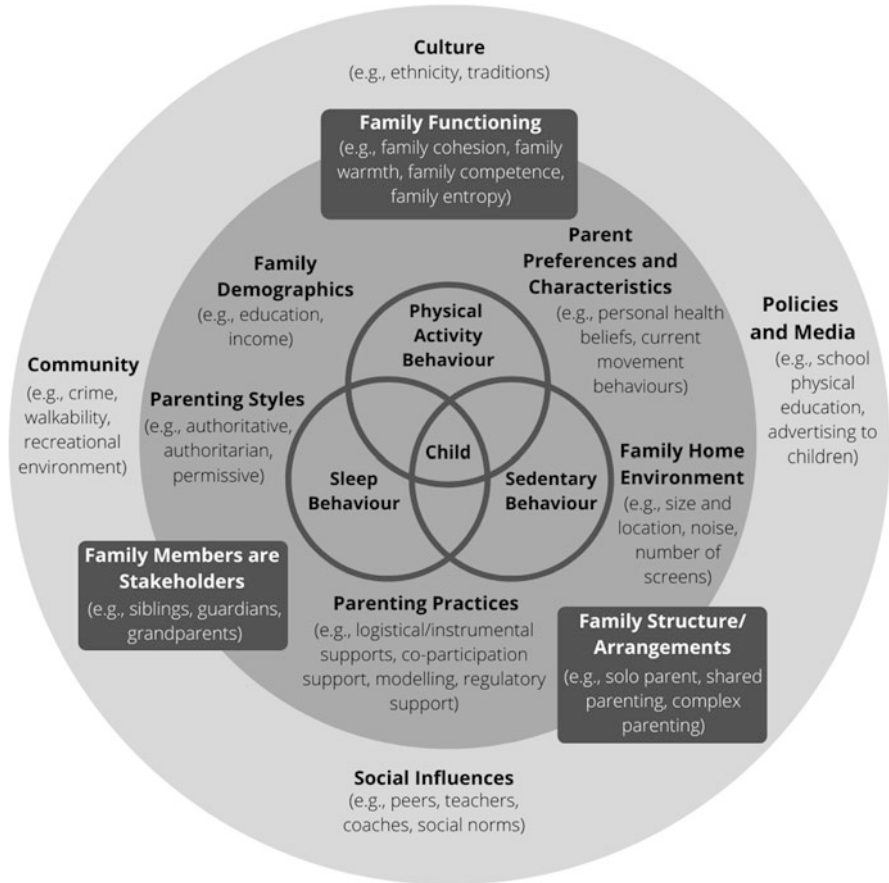 Culture
(e.g., ethnicity, traditions)
Family Functioning
(e.g., family cohesion, family
warmth, family competence,
family entropy)
Family
Demographics
(e.g., education,
income)
Parent
Preferences and
Characteristics
(e.g., personal health
beliefs, current
movement
behaviours)
Physical
Activity
Behaviour
Policies
and Media
(e.g., school
physical
education,
advertising to
children)
Community
(e.g., crime,
walkability,
recreational
environment)
Parenting Styles
(e.g., authoritative,
authoritarian,
permissive)
Child
Sleep
Behaviour
Sedentary
Behaviour
Family Home
Environment
(e.g., size and
location, noise,
number of
screens)
Family Members are
Stakeholders
(e.g., siblings, guardians,
grandparents)
Parenting Practices
(e.g., logistical/instrumental
supports, co-participation
support, modelling, regulatory
support)
Family Structure/
Arrangements
(e.g., solo parent, shared
parenting, complex
parenting)
Social Influences
(e.g., peers, teachers,
coaches, social norms)